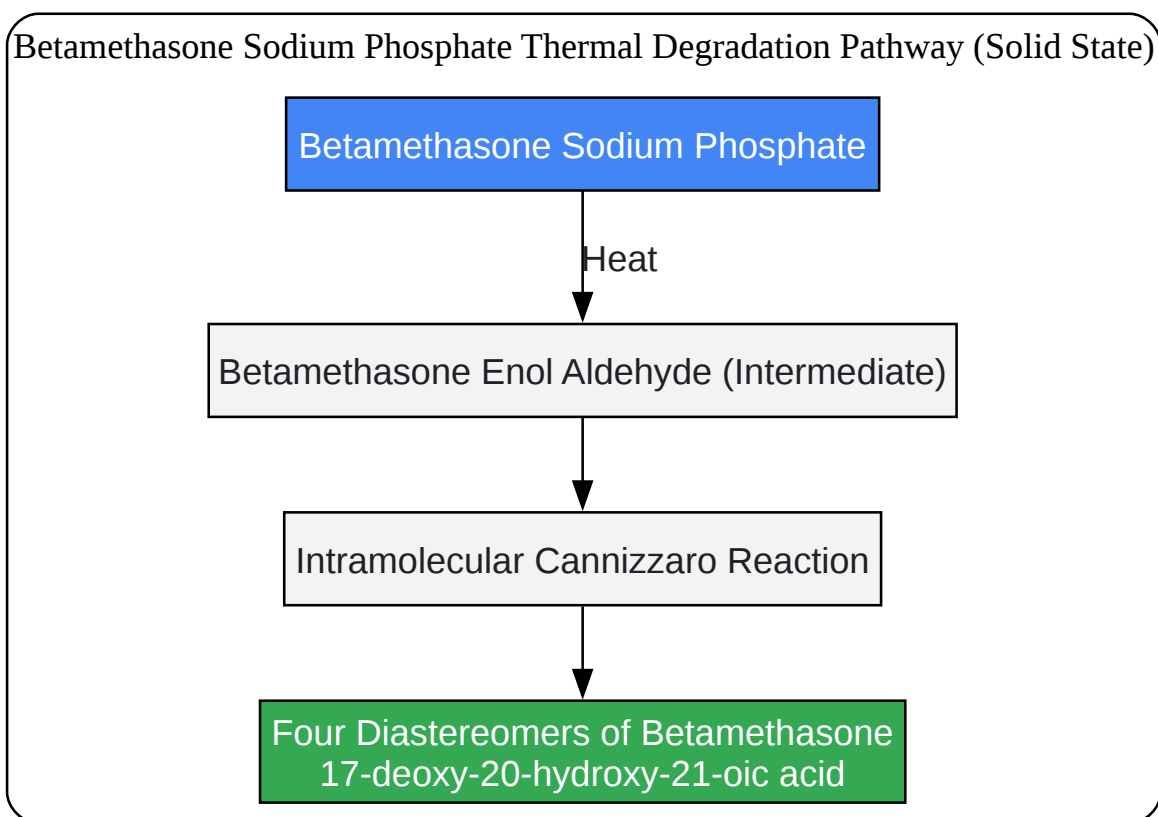 Betamethasone Sodium Phosphate Thermal Degradation Pathway (Solid State)
Betamethasone Sodium Phosphate
Heat
Betamethasone Enol Aldehyde (Intermediate)
Intramolecular Cannizzaro Reaction
Four Diastereomers of Betamethasone
17-deoxy-20-hydroxy-21-oic acid